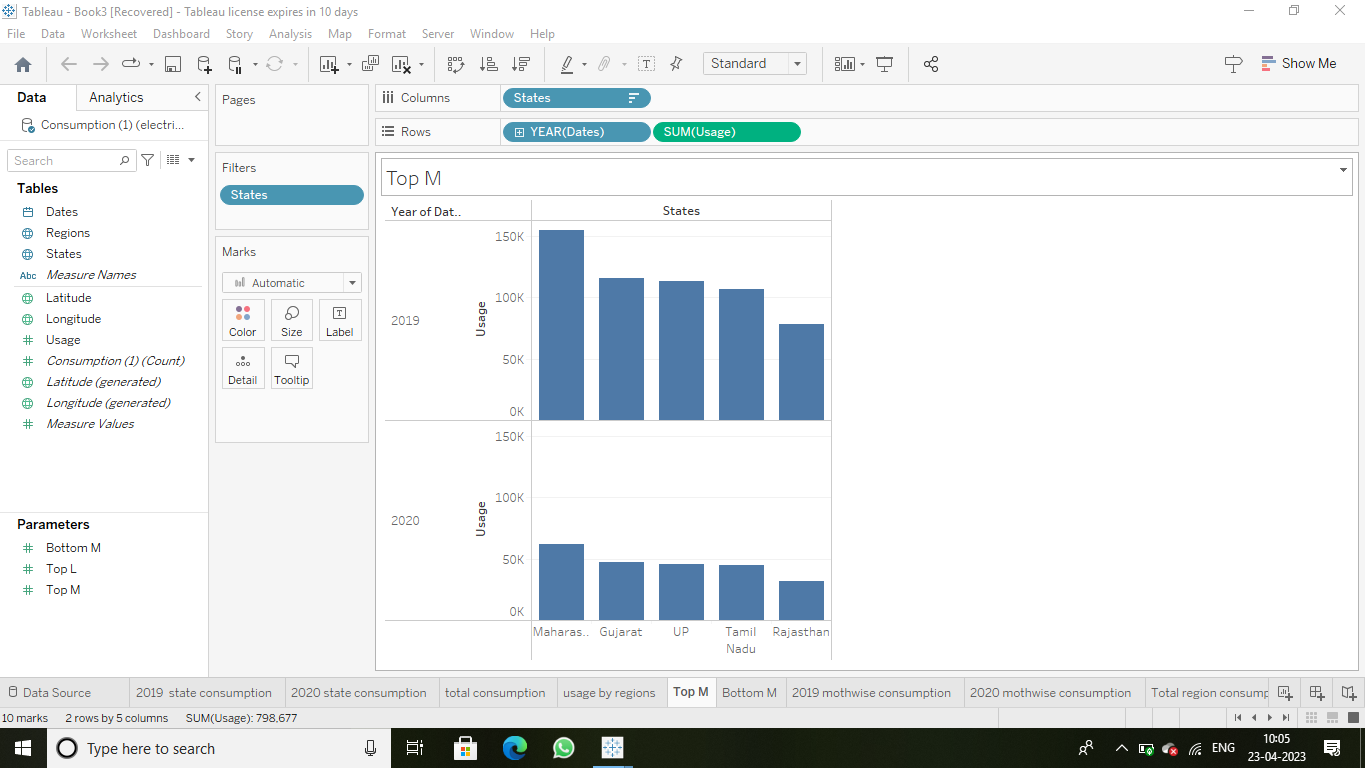 Tableau - Book3 [Recovered] - Tableau license expires in 10 days
File Data Worksheet Dashboard Story Analysis Map Format Server Window Help
Standard
Show Me
Data Analytics
Consumption (1) (electri...
Search
Tables
Dates
Regions
States
Abc Measure Names
Latitude
Longitude
Usage
Consumption (1) (Count)
Latitude (generated)
Longitude (generated)
Measure Values
Parameters
Bottom M
Top L
Top M
Pages
Filters
States
Marks
Automatic
Color Size Label
Detail Tooltip
Columns States
Rows YEAR(Dates) SUM(Usage)
Top M
Year of Dat.. States
150K
100K
2019 Usage
50K
0K
150K
100K
2020 Usage
50K
0K
Maharas.. Gujarat UP Tamil Nadu Rajasthan
Data Source 2019 state consumption 2020 state consumption total consumption usage by regions Top M Bottom M 2019 mothwise consumption 2020 mothwise consumption Total region consump
10 marks 2 rows by 5 columns SUM(Usage): 798,677
Type here to search
ENG
10:05
23-04-2023